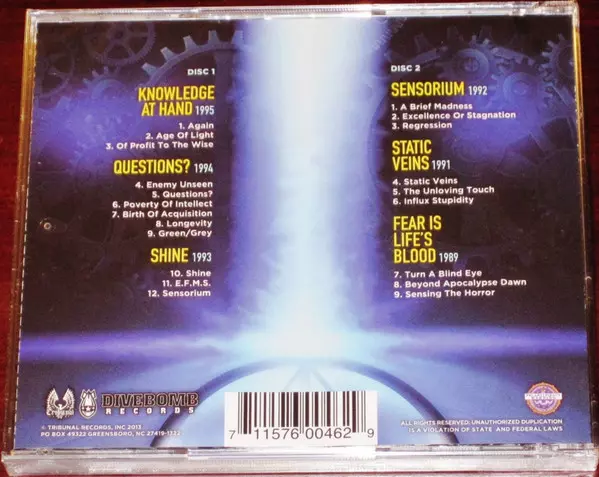 DISC 1
KNOWLEDGE
AT HAND 1995
1. Again
2. Age Of Light
3. Of Profit To The Wise
QUESTIONS? 1994
4. Enemy Unseen
5. Questions?
6. Poverty Of Intellect
7. Birth Of Acquisition
8. Longevity
9. Green/Grey
SHINE 1993
10. Shine
11. E.F.M.S.
12. Sensorium
DISC 2
SENSORIUM 1992
1. A Brief Madness
2. Excellence Or Stagnation
3. Regression
STATIC
VEINS 1991
4. Static Veins
5. The Unloving Touch
6. Influx Stupidity
FEAR IS
LIFE'S
BLOOD 1989
7. Turn A Blind Eye
8. Beyond Apocalypse Dawn
9. Sensing The Horror
Tribunal
DIVEBOMB
RECORDS
© TRIBUNAL RECORDS, INC 2013
PO BOX 49322 GREENSBORO, NC 27419-1322
7 11576 00462 9
ALL RIGHTS RESERVED. UNAUTHORIZED DUPLICATION
IS A VIOLATION OF STATE AND FEDERAL LAWS